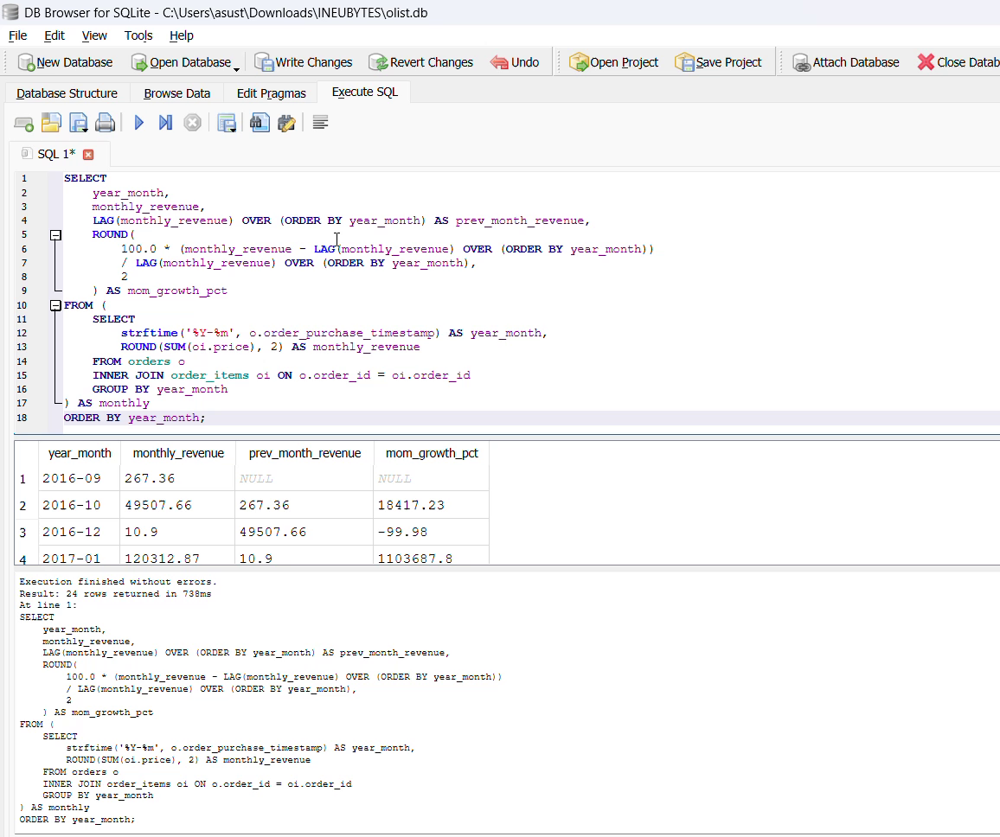 DB Browser for SQLite - C:\Users\asust\Downloads\INEUBYTES\olist.db
File Edit View Tools Help
New Database Open Database Write Changes Revert Changes Undo Open Project Save Project Attach Database Close Datab
Database Structure Browse Data Edit Pragmas Execute SQL
SQL 1*
1 SELECT
2 year_month,
3 monthly_revenue,
4 LAG(monthly_revenue) OVER (ORDER BY year_month) AS prev_month_revenue,
5 ROUND(
6 100.0 * (monthly_revenue - LAG(monthly_revenue) OVER (ORDER BY year_month))
7 / LAG(monthly_revenue) OVER (ORDER BY year_month),
8 2
9 ) AS mom_growth_pct
10 FROM (
11 SELECT
12 strftime('%Y-%m', o.order_purchase_timestamp) AS year_month,
13 ROUND(SUM(oi.price), 2) AS monthly_revenue
14 FROM orders o
15 INNER JOIN order_items oi ON o.order_id = oi.order_id
16 GROUP BY year_month
17 ) AS monthly
18 ORDER BY year_month;
year_month monthly_revenue prev_month_revenue mom_growth_pct
1 2016-09 267.36 NULL NULL
2 2016-10 49507.66 267.36 18417.23
3 2016-12 10.9 49507.66 -99.98
4 2017-01 120312.87 10.9 1103687.8
Execution finished without errors.
Result: 24 rows returned in 738ms
At line 1:
SELECT
year_month,
monthly_revenue,
LAG(monthly_revenue) OVER (ORDER BY year_month) AS prev_month_revenue,
ROUND(
100.0 * (monthly_revenue - LAG(monthly_revenue) OVER (ORDER BY year_month))
/ LAG(monthly_revenue) OVER (ORDER BY year_month),
2
) AS mom_growth_pct
FROM (
SELECT
strftime('%Y-%m', o.order_purchase_timestamp) AS year_month,
ROUND(SUM(oi.price), 2) AS monthly_revenue
FROM orders o
INNER JOIN order_items oi ON o.order_id = oi.order_id
GROUP BY year_month
) AS monthly
ORDER BY year_month;